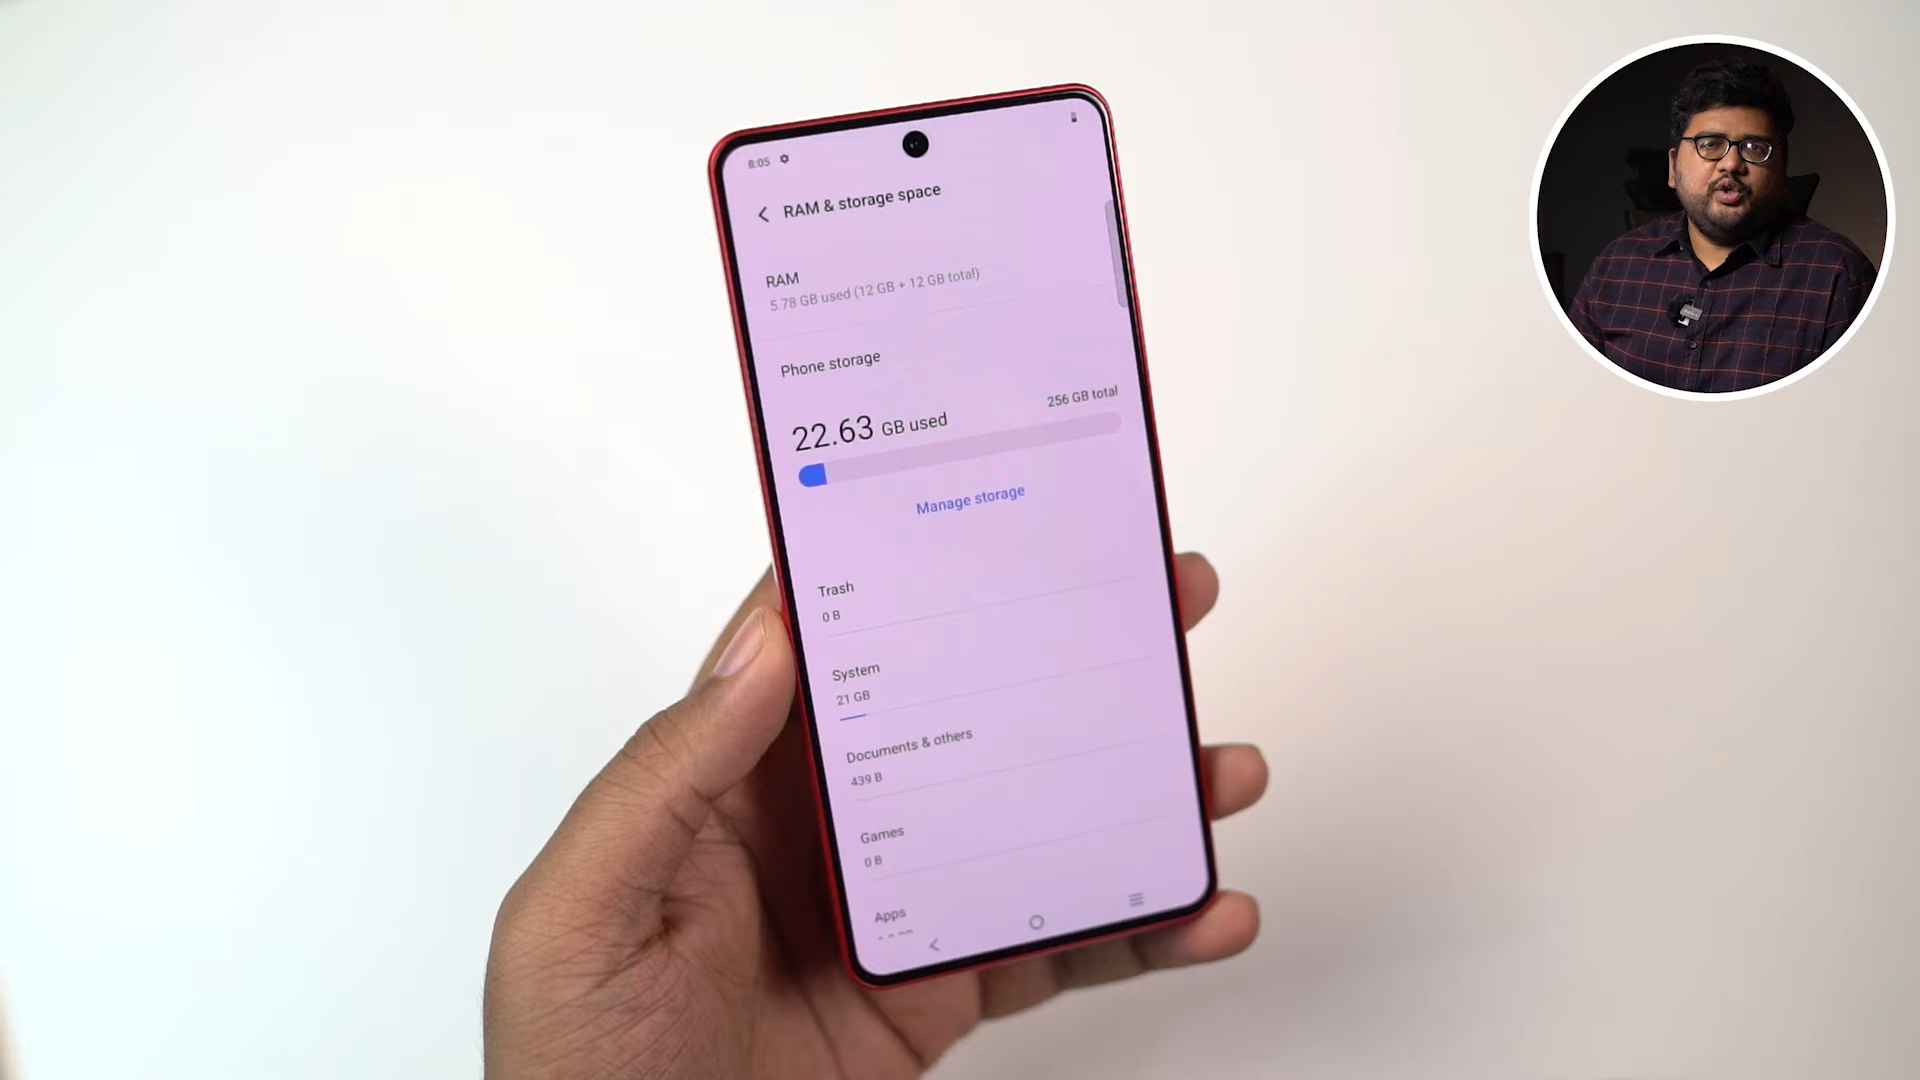 8:05
RAM & storage space
RAM
5.78 GB used (12 GB + 12 GB total)
Phone storage
22.63 GB used
256 GB total
Manage storage
Trash
0 B
System
21 GB
Documents & others
439 B
Games
0 B
Apps